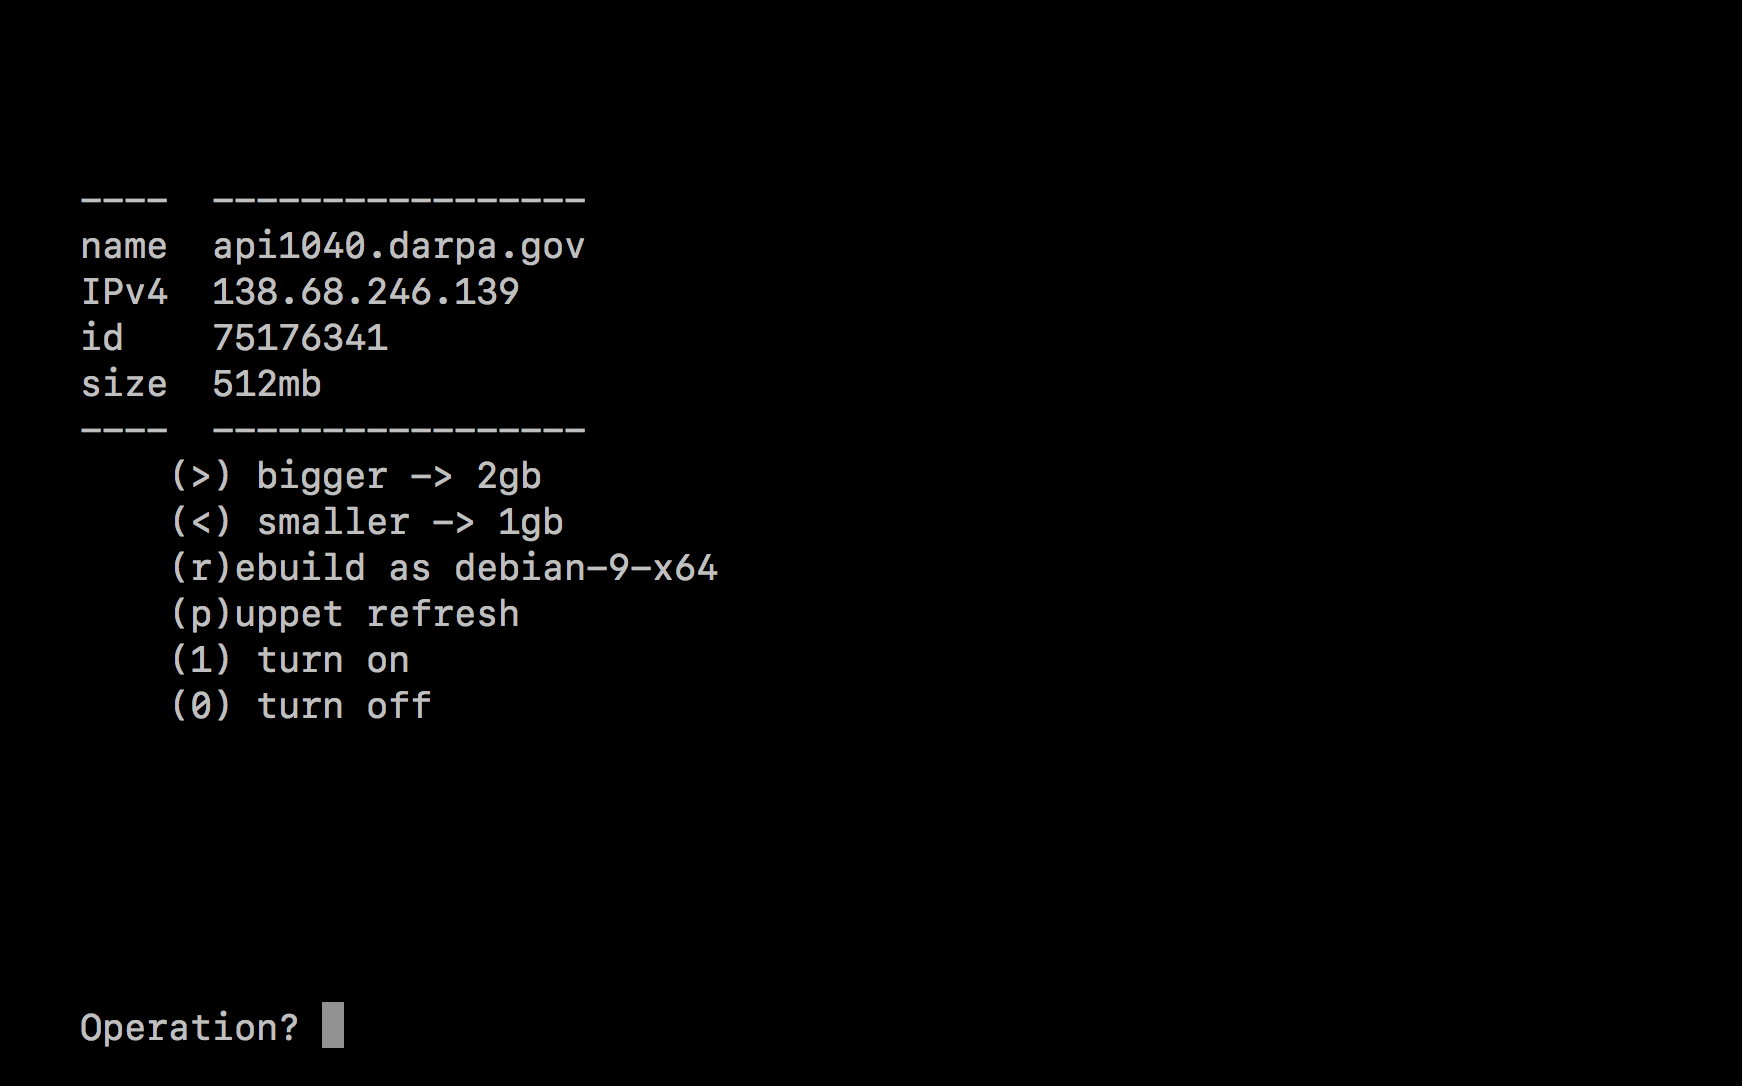 ----  -----------------
name  api1040.darpa.gov
IPv4  138.68.246.139
id    75176341
size  512mb
----  -----------------
    (>) bigger -> 2gb
    (<) smaller -> 1gb
    (r)ebuild as debian-9-x64
    (p)uppet refresh
    (1) turn on
    (0) turn off
Operation?